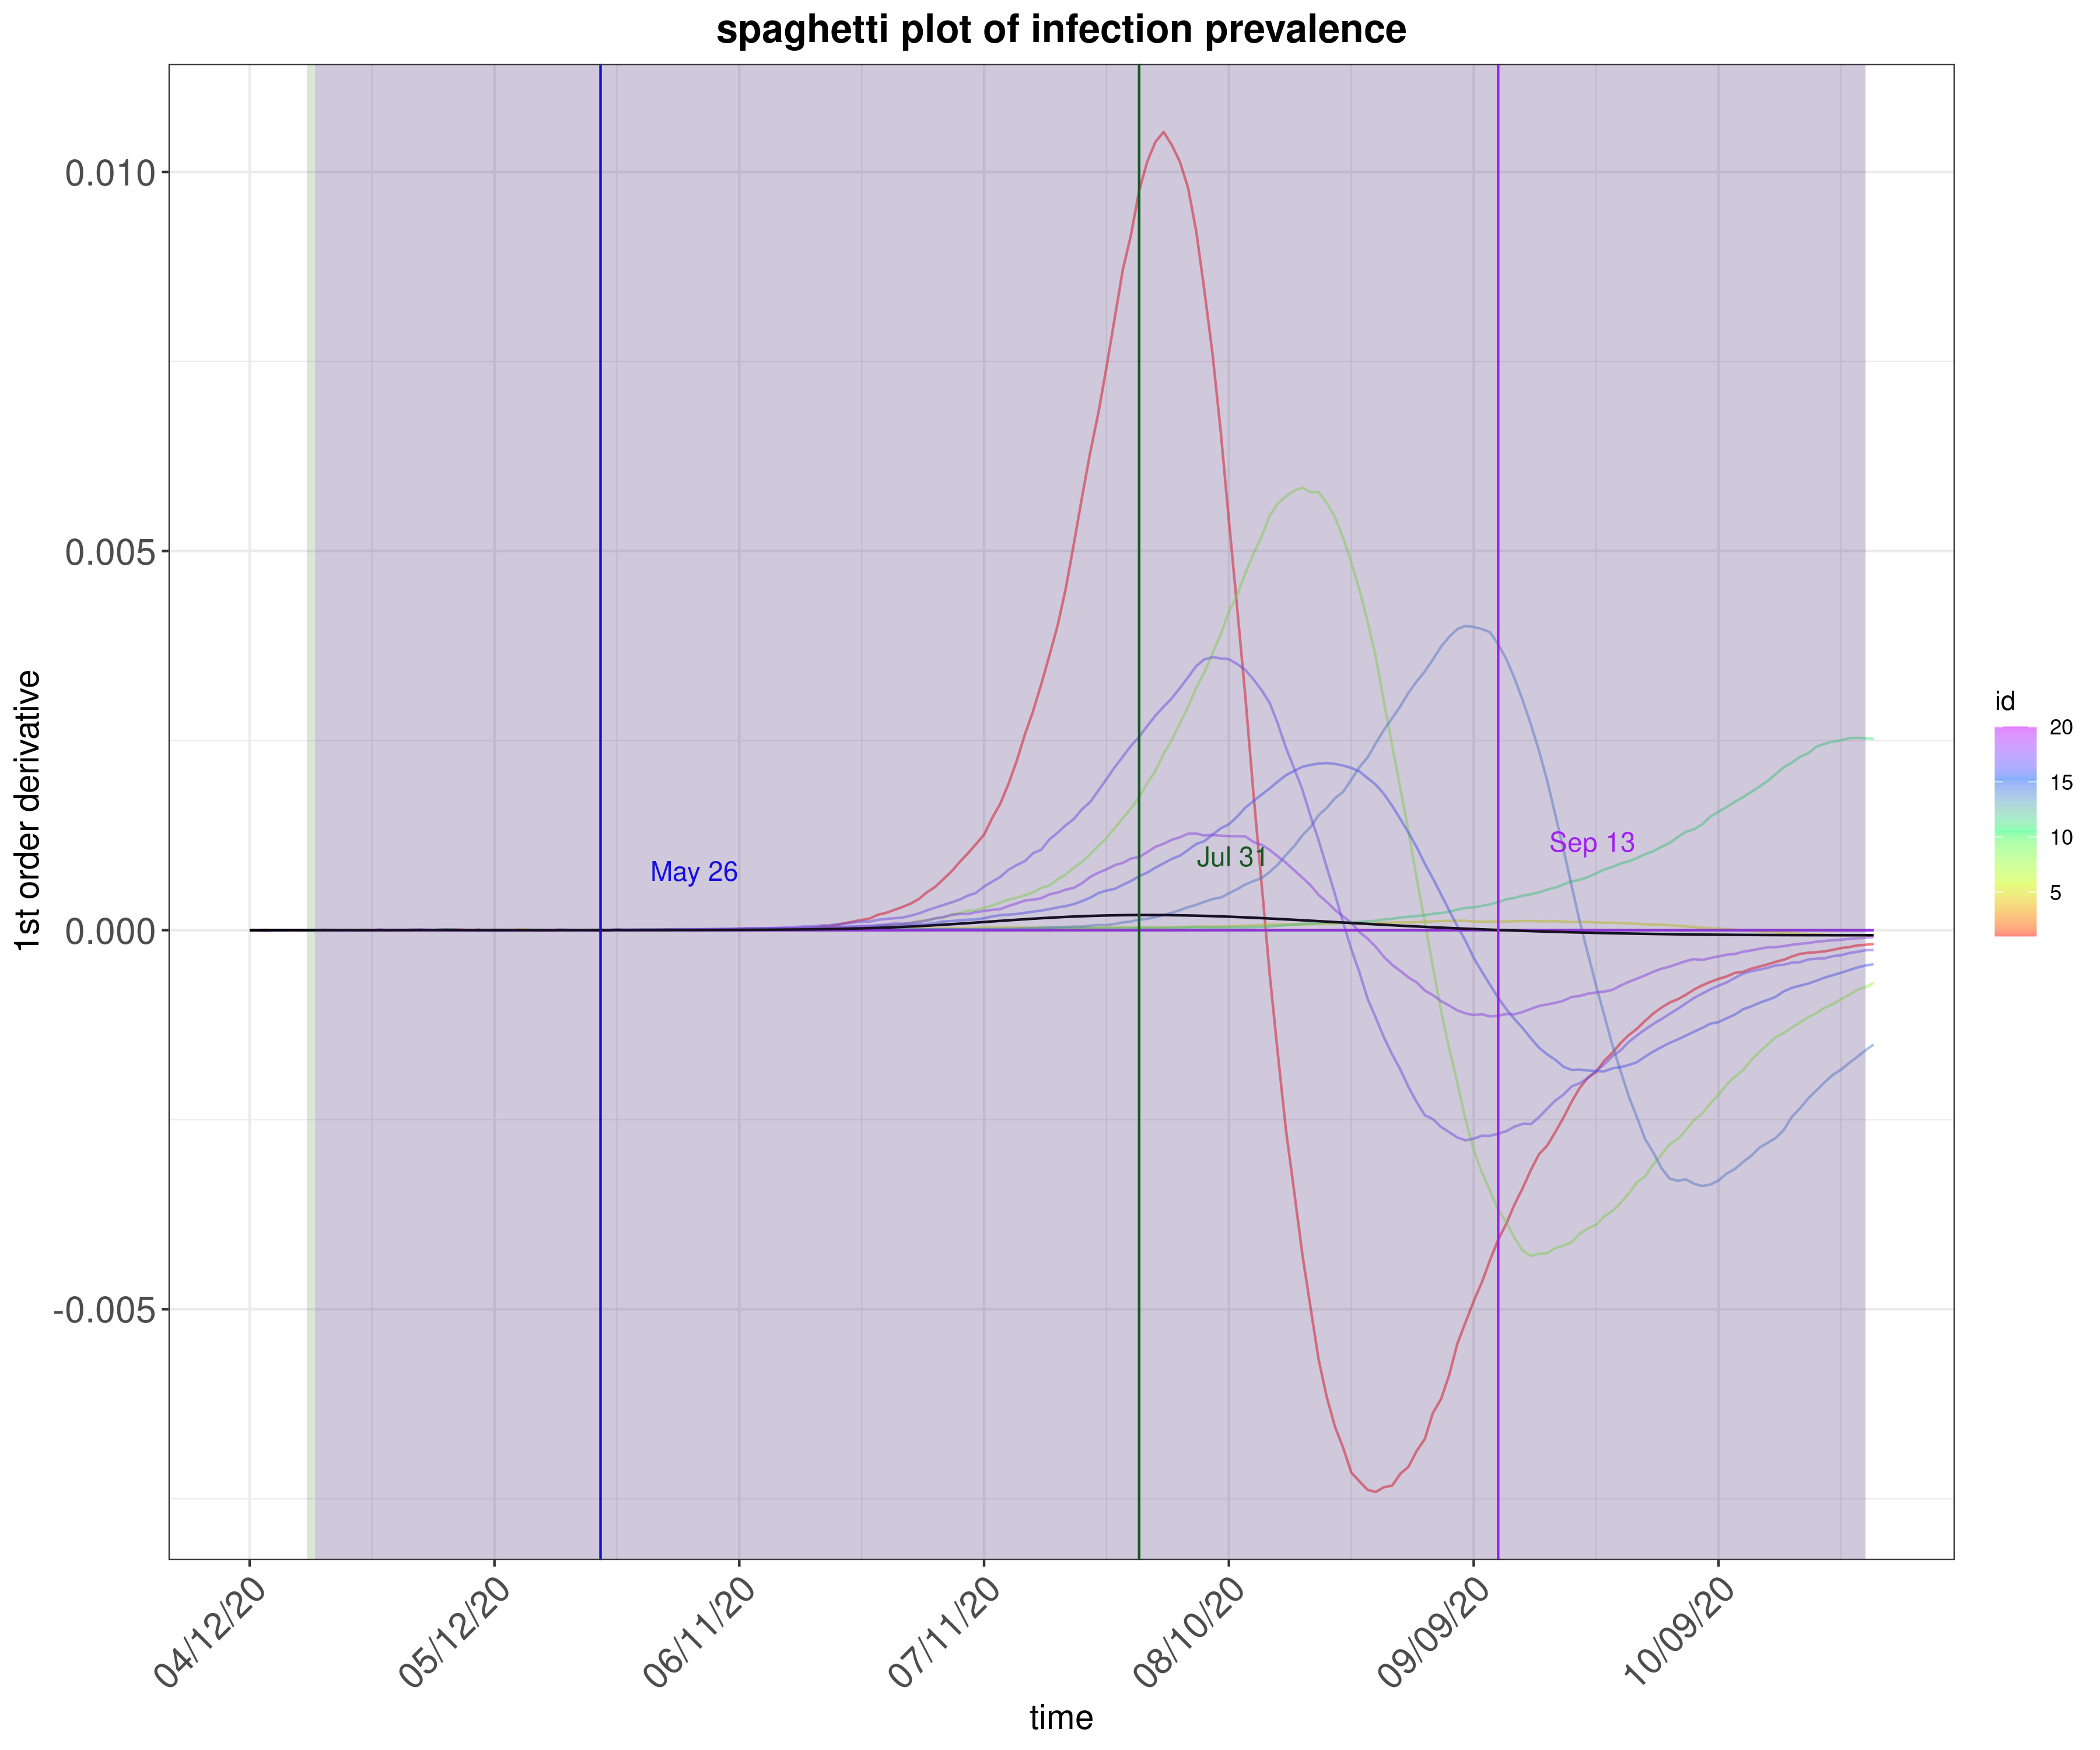 spaghetti plot of infection prevalence
1st order derivative
0.010
0.005
0.000
-0.005
May 26
Jul 31
Sep 13
04/12/20
05/12/20
06/11/20
07/11/20
08/10/20
09/09/20
10/09/20
time
id
20
15
10
5